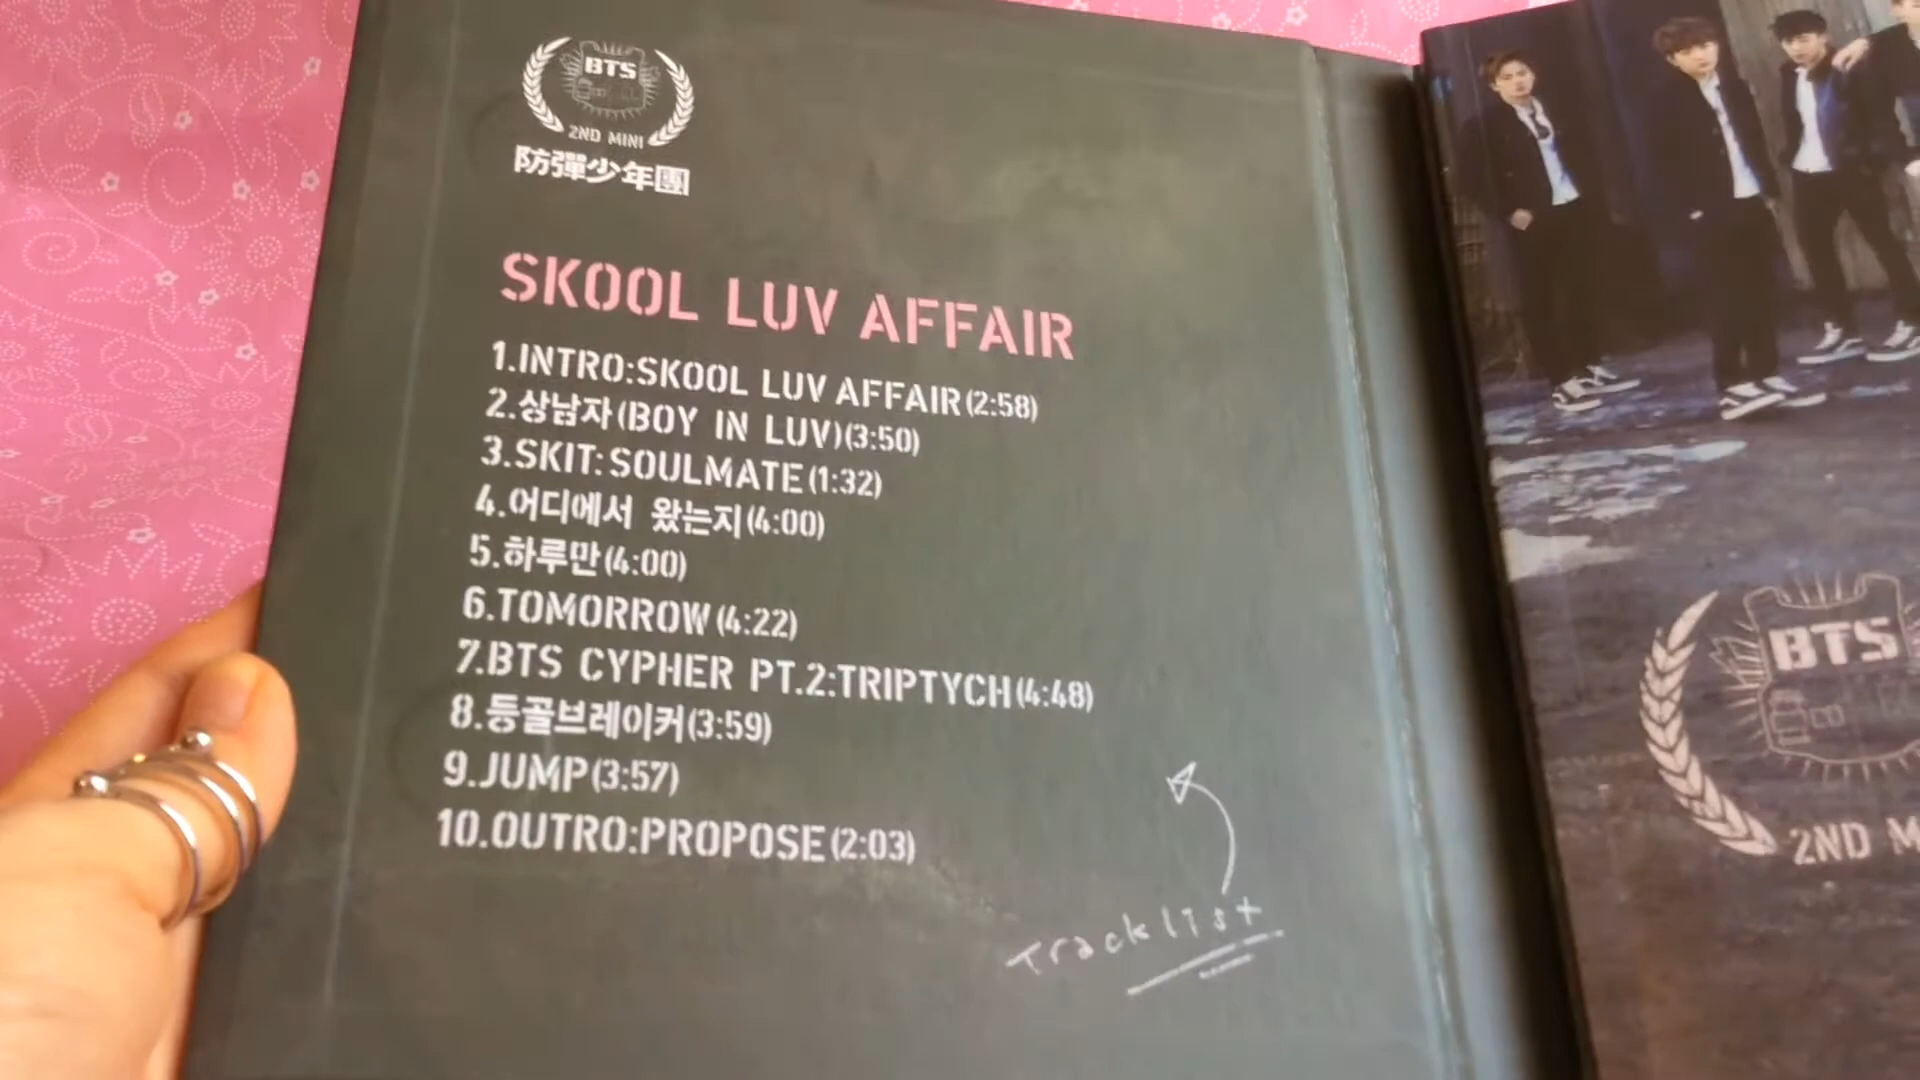 BTS
2ND MINI
防彈少年團
SKOOL LUV AFFAIR
1.INTRO:SKOOL LUV AFFAIR(2:58)
2.상남자(BOY IN LUV)(3:50)
3.SKIT:SOULMATE(1:32)
4.어디에서 왔는지(4:00)
5.하루만(4:00)
6.TOMORROW(4:22)
7.BTS CYPHER PT.2:TRIPTYCH(4:48)
8.등골브레이커(3:59)
9.JUMP(3:57)
10.OUTRO:PROPOSE(2:03)
Tracklist
BTS
2ND M